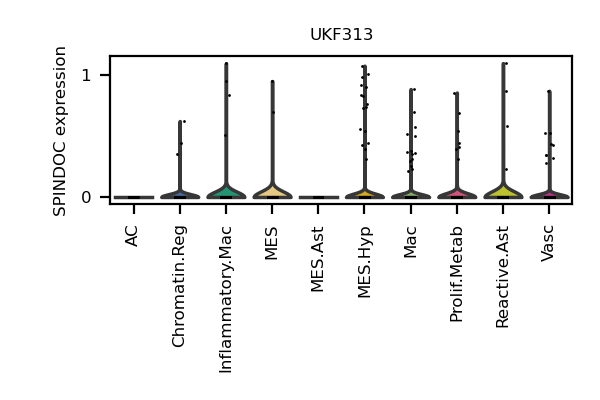 UKF313
SPINDOC expression
1
0
AC
Chromatin.Reg
Inflammatory.Mac
MES
MES.Ast
MES.Hyp
Mac
Prolif.Metab
Reactive.Ast
Vasc